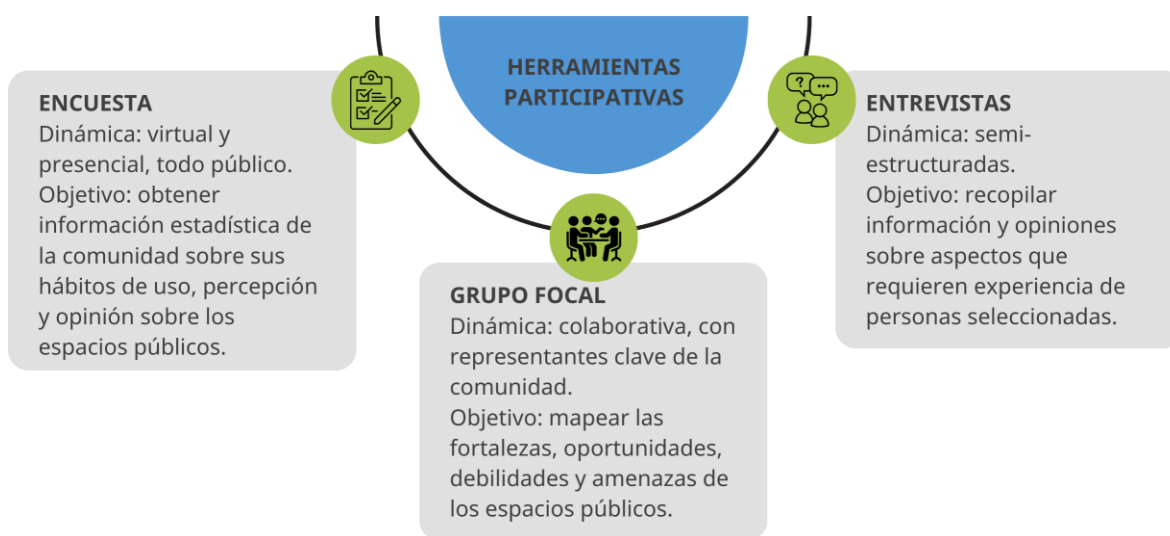 HERRAMIENTAS
PARTICIPATIVAS
ENCUESTA
Dinámica: virtual y
presencial, todo público.
Objetivo: obtener
información estadística de
la comunidad sobre sus
hábitos de uso, percepción
y opinión sobre los
espacios públicos.
GRUPO FOCAL
Dinámica: colaborativa, con
representantes clave de la
comunidad.
Objetivo: mapear las
fortalezas, oportunidades,
debilidades y amenazas de
los espacios públicos.
ENTREVISTAS
Dinámica: semi-
estructuradas.
Objetivo: recopilar
información y opiniones
sobre aspectos que
requieren experiencia de
personas seleccionadas.